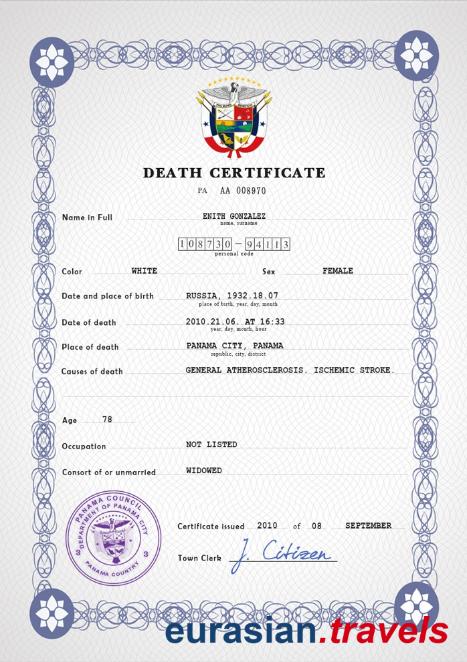 DEATH CERTIFICATE
PA AA 008970
Name in Full ENITH GONZALEZ
name, surname
108730-94113
personal code
Color WHITE Sex FEMALE
Date and place of birth RUSSIA, 1932.18.07
place of birth, year, day, month
Date of death 2010.21.06. AT 16:33
year, day, month, hour
Place of death PANAMA CITY, PANAMA
republic, city, district
Causes of death GENERAL ATHEROSCLEROSIS. ISCHEMIC STROKE.
Age 78
Occupation NOT LISTED
Consort of or unmarried WIDOWED
PANAMA COUNCIL
DEPARTMENT OF PANAMA CITY
PANAMA COUNTRY
Certificate issued 2010 of 08 SEPTEMBER
Town Clerk J. Citizen
eurasian.travels